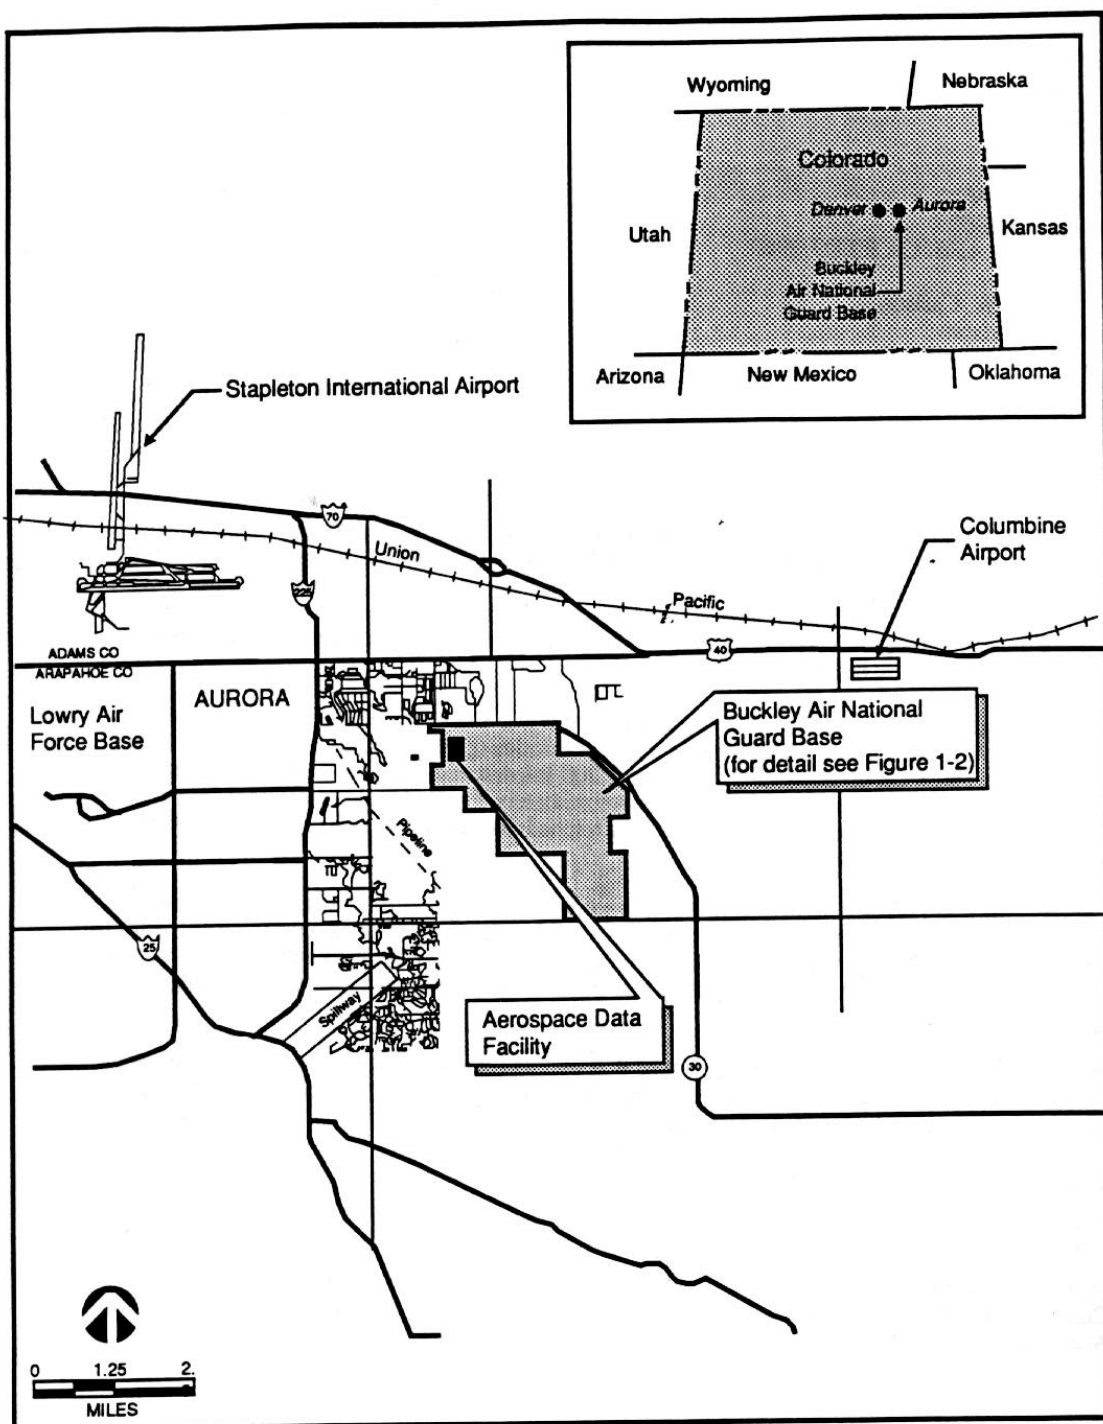 Wyoming
Nebraska
Colorado
Denver
Aurora
Utah
Kansas
Buckley
Air National
Guard Base
Arizona
New Mexico
Oklahoma
Stapleton International Airport
70
Union
Pacific
Columbine
Airport
225
40
ADAMS CO
ARAPAHOE CO
AURORA
Lowry Air
Force Base
Buckley Air National
Guard Base
(for detail see Figure 1-2)
Pipeline
25
Spillway
Aerospace Data
Facility
30
0 1.25 2.
MILES